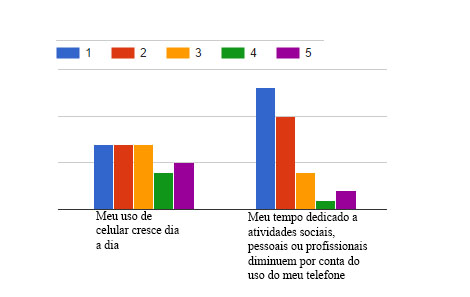 1 2 3 4 5
Meu uso de
celular cresce dia
a dia
Meu tempo dedicado a
atividades sociais,
pessoais ou profissionais
diminuem por conta do
uso do meu telefone